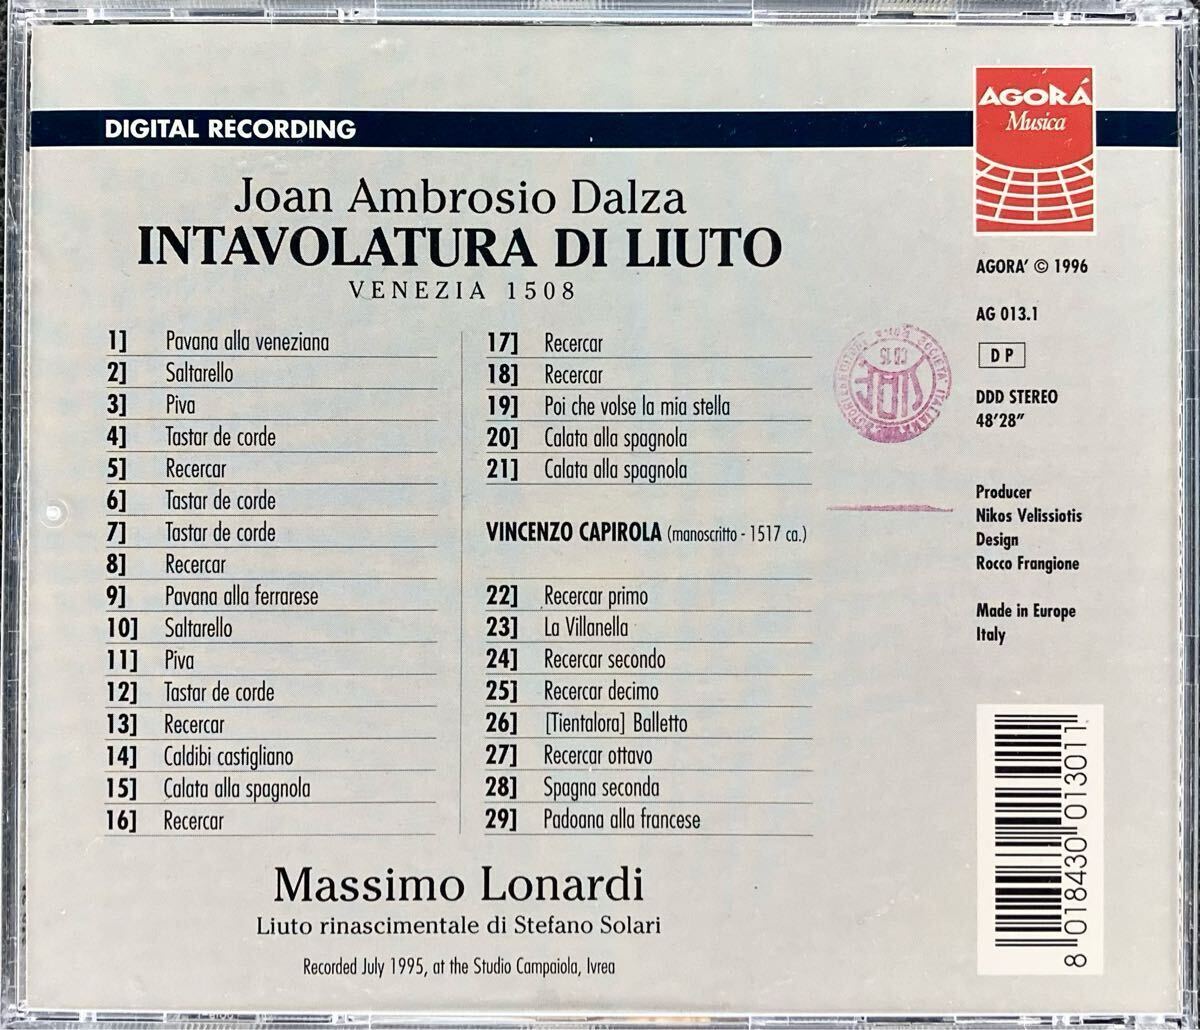 AGORÁ
Musica
DIGITAL RECORDING
Joan Ambrosio Dalza
INTAVOLATURA DI LIUTO
VENEZIA 1508
1] Pavana alla veneziana
2] Saltarello
3] Piva
4] Tastar de corde
5] Recercar
6] Tastar de corde
7] Tastar de corde
8] Recercar
9] Pavana alla ferrarese
10] Saltarello
11] Piva
12] Tastar de corde
13] Recercar
14] Caldibi castigliano
15] Calata alla spagnola
16] Recercar
17] Recercar
18] Recercar
19] Poi che volse la mia stella
20] Calata alla spagnola
21] Calata alla spagnola
VINCENZO CAPIROLA (manoscritto - 1517 ca.)
22] Recercar primo
23] La Villanella
24] Recercar secondo
25] Recercar decimo
26] [Tientalora] Balletto
27] Recercar ottavo
28] Spagna seconda
29] Padoana alla francese
Massimo Lonardi
Liuto rinascimentale di Stefano Solari
Recorded July 1995, at the Studio Campaiola, Ivrea
AGORA' © 1996
AG 013.1
D P
DDD STEREO
48'28"
Producer
Nikos Velissiotis
Design
Rocco Frangione
Made in Europe
Italy
8 018430 013011